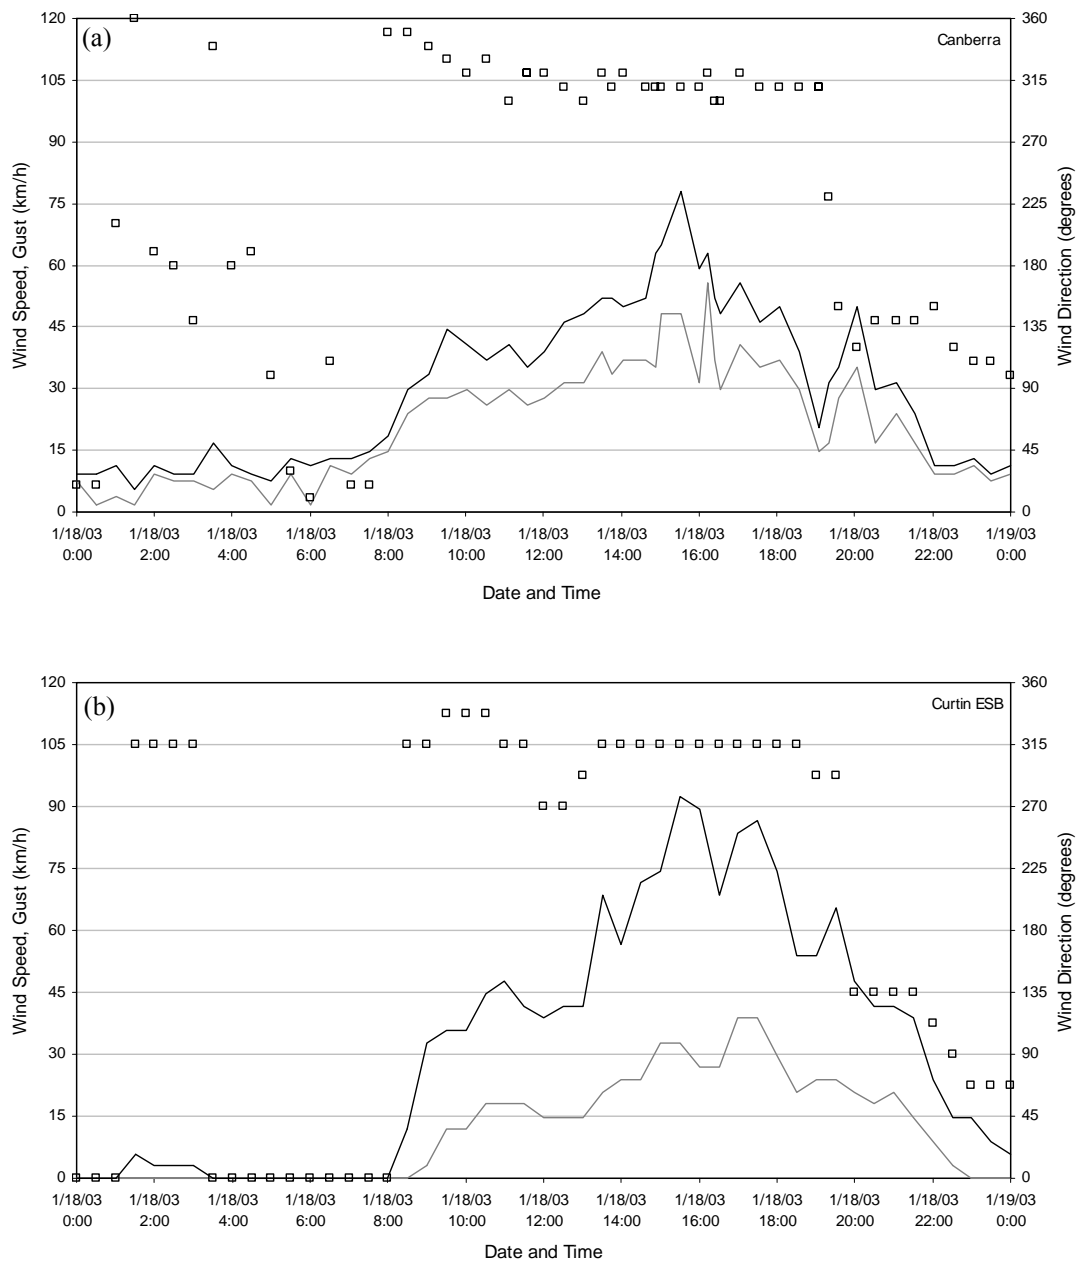 (a)
Canberra
120
105
90
75
60
45
30
15
0
Wind Speed, Gust (km/h)
360
315
270
225
180
135
90
45
0
Wind Direction (degrees)
1/18/03 1/18/03 1/18/03 1/18/03 1/18/03 1/18/03 1/18/03 1/18/03 1/18/03 1/18/03 1/18/03 1/18/03 1/19/03
0:00 2:00 4:00 6:00 8:00 10:00 12:00 14:00 16:00 18:00 20:00 22:00 0:00
Date and Time
(b)
Curtin ESB
120
105
90
75
60
45
30
15
0
Wind Speed, Gust (km/h)
360
315
270
225
180
135
90
45
0
Wind Direction (degrees)
1/18/03 1/18/03 1/18/03 1/18/03 1/18/03 1/18/03 1/18/03 1/18/03 1/18/03 1/18/03 1/18/03 1/18/03 1/19/03
0:00 2:00 4:00 6:00 8:00 10:00 12:00 14:00 16:00 18:00 20:00 22:00 0:00
Date and Time